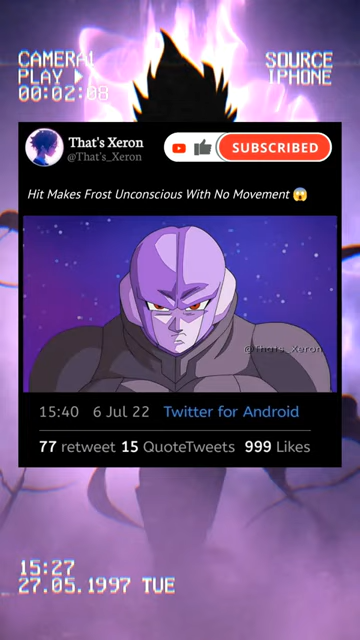 CAMERA1
PLAY ▶
00:02:08
SOURCE
IPHONE
That's Xeron
@That's_Xeron
SUBSCRIBED
Hit Makes Frost Unconscious With No Movement 😱
@That's_Xeron
15:40 6 Jul 22 Twitter for Android
77 retweet 15 QuoteTweets 999 Likes
15:27
27.05.1997 TUE